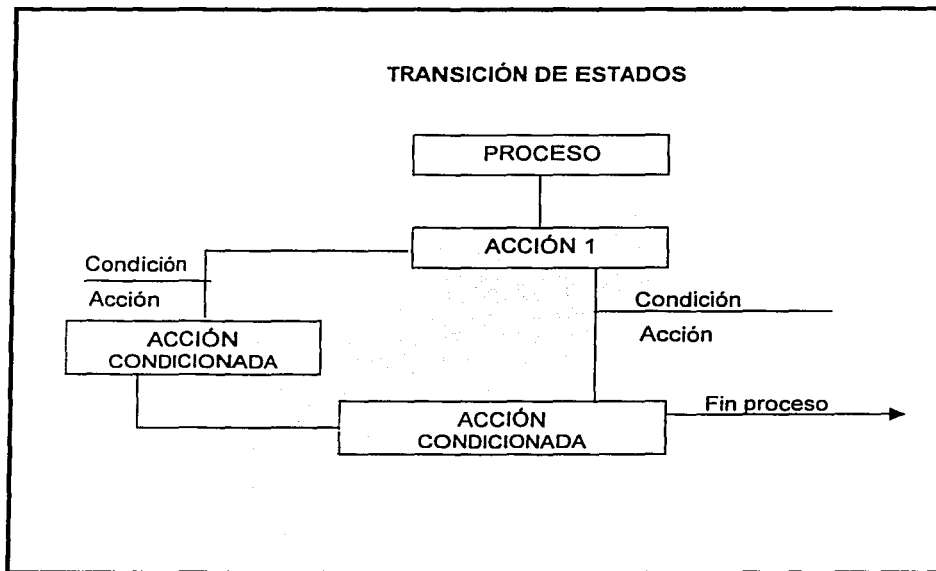 TRANSICIÓN DE ESTADOS
PROCESO
ACCIÓN 1
Condición
Acción
Condición
Acción
ACCIÓN
CONDICIONADA
Fin proceso
ACCIÓN
CONDICIONADA